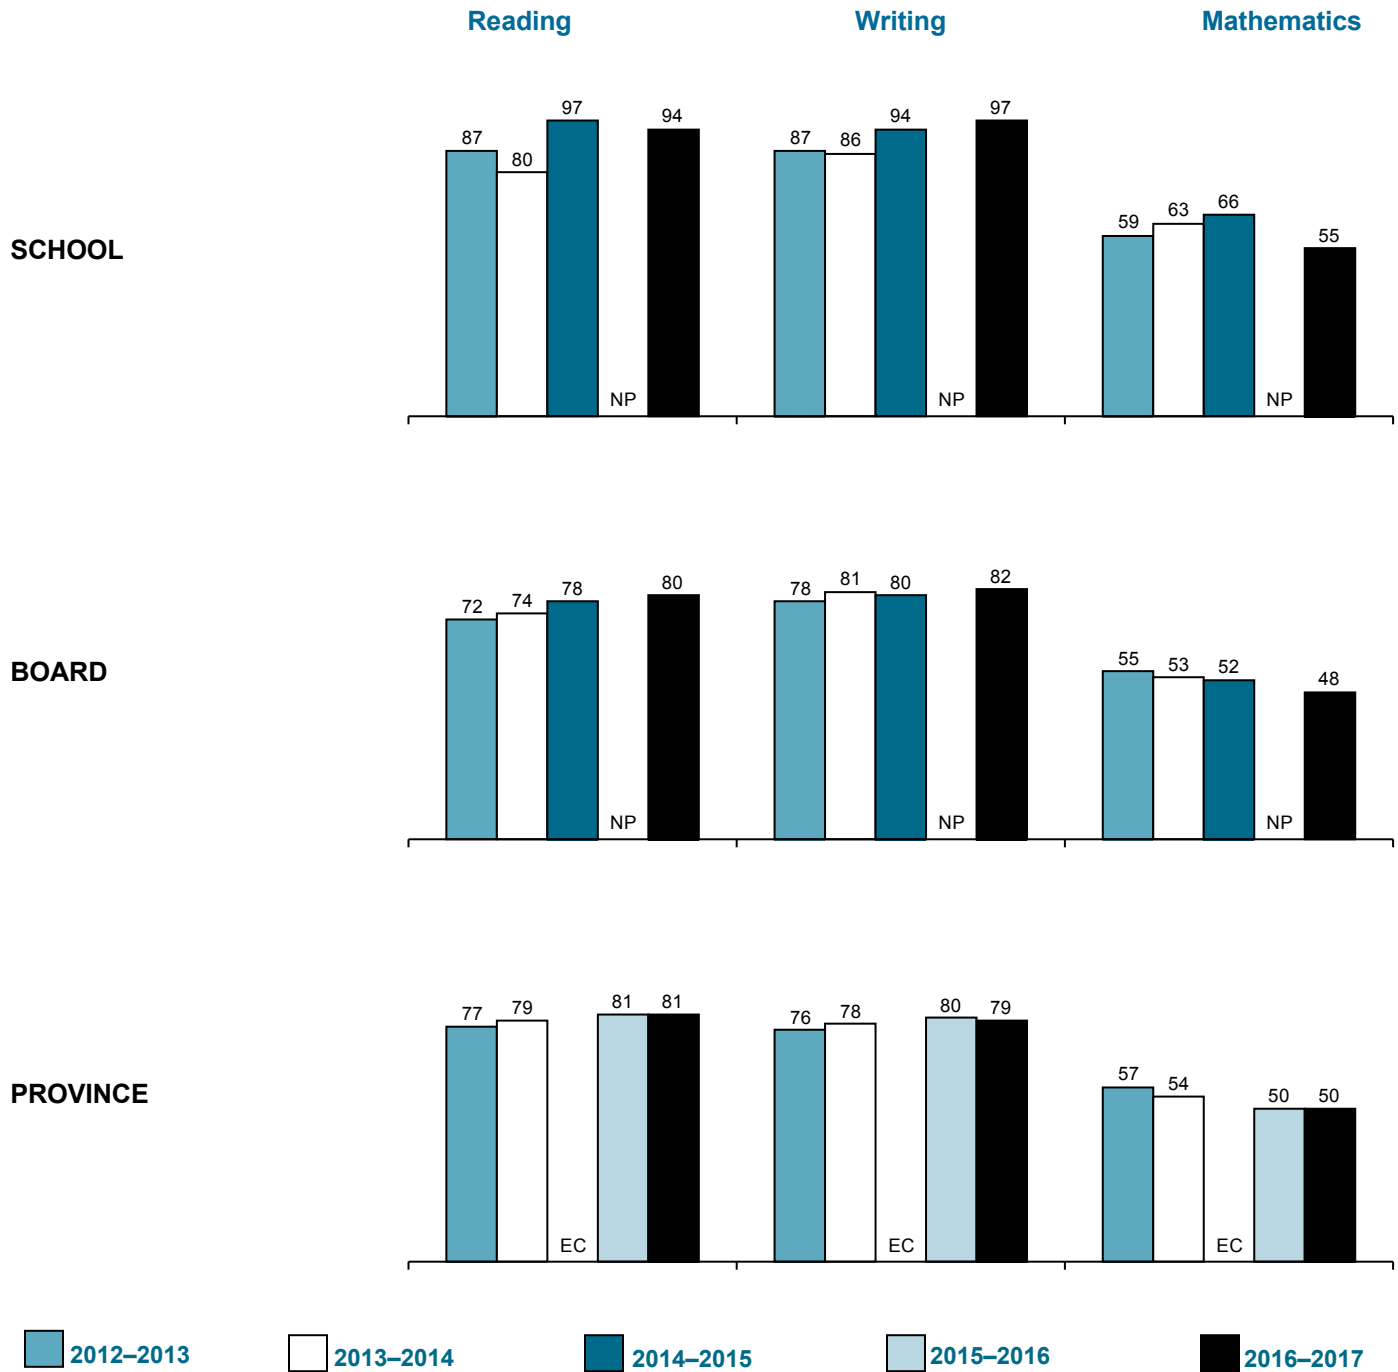 Reading Writing Mathematics
87 80 97 NP 94 87 86 94 NP 97 59 63 66 NP 55
SCHOOL
72 74 78 NP 80 78 81 80 NP 82 55 53 52 NP 48
BOARD
77 79 EC 81 81 76 78 EC 80 79 57 54 EC 50 50
PROVINCE
2012–2013 2013–2014 2014–2015 2015–2016 2016–2017